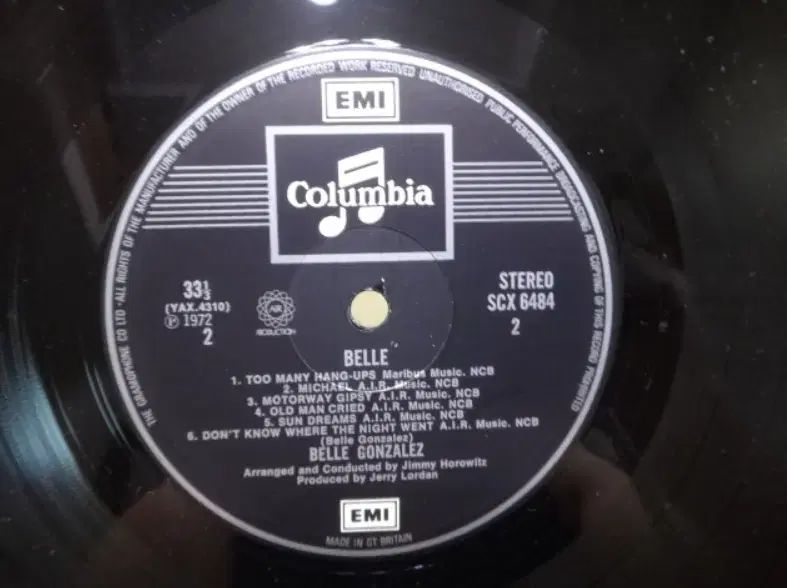 THE GRAMOPHONE CO LTD · ALL RIGHTS OF THE MANUFACTURER AND OF THE OWNER OF THE RECORDED WORK RESERVED UNAUTHORISED PUBLIC PERFORMANCE BROADCASTING AND COPYING OF THIS RECORD PROHIBITED
EMI
Columbia
33⅓
(YAX.4310)
Ⓟ 1972
2
AIR
PRODUCTION
STEREO
SCX 6484
2
BELLE
1. TOO MANY HANG-UPS Maribus Music. NCB
2. MICHAEL A.I.R. Music. NCB
3. MOTORWAY GIPSY A.I.R. Music. NCB
4. OLD MAN CRIED A.I.R. Music. NCB
5. SUN DREAMS A.I.R. Music. NCB
6. DON'T KNOW WHERE THE NIGHT WENT A.I.R. Music. NCB
(Belle Gonzalez)
BELLE GONZALEZ
Arranged and Conducted by Jimmy Horowitz
Produced by Jerry Lordan
EMI
MADE IN GT BRITAIN